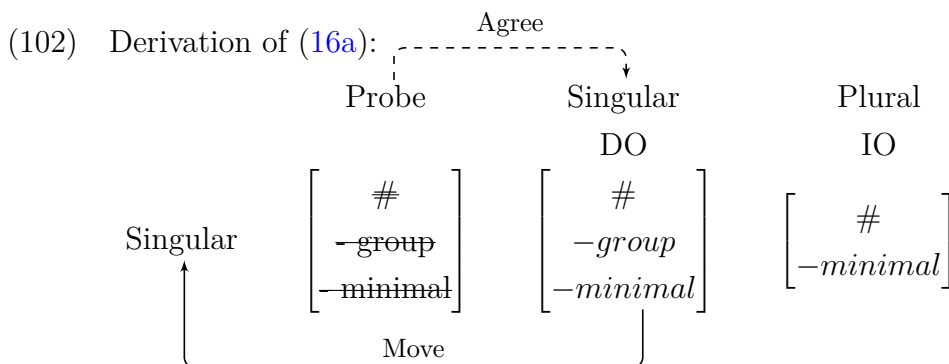 (102) Derivation of (16a):
Agree
Probe Singular Plural
DO IO
# # #
Singular - group −group −minimal
- minimal −minimal
Move